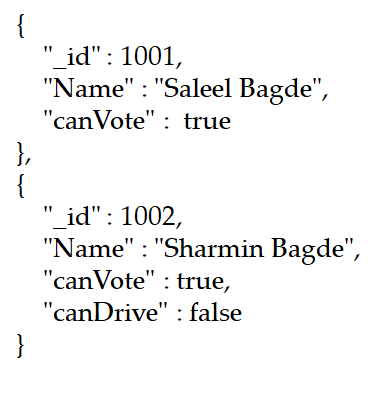 {
"_id" : 1001,
"Name" : "Saleel Bagde",
"canVote" :  true
},
{
"_id" : 1002,
"Name" : "Sharmin Bagde",
"canVote" : true,
"canDrive" : false
}